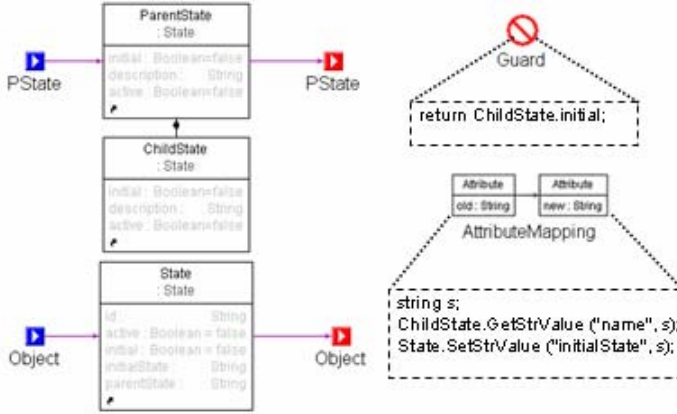 ParentState
: State
initial : Boolean=false
description : String
active : Boolean=false
PState
PState
ChildState
: State
initial : Boolean=false
description : String
active : Boolean=false
State
: State
id : String
active : Boolean = false
initial : Boolean = false
initialState : String
parentState : String
Object
Object
Guard
return ChildState.initial;
Attribute
old : String
Attribute
new : String
AttributeMapping
string s;
ChildState.GetStrValue ("name", s);
State.SetStrValue ("initialState", s);